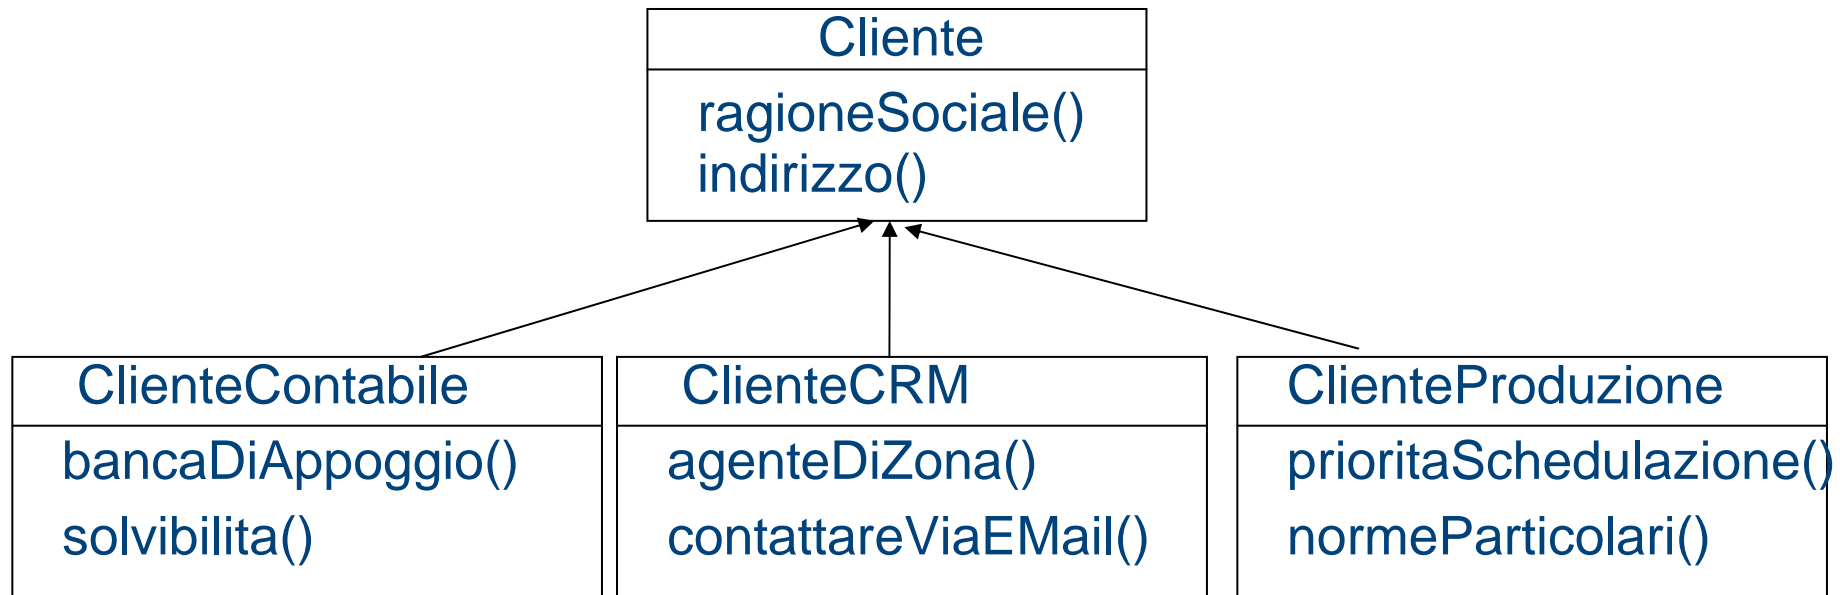 Cliente
ragioneSociale()
indirizzo()
ClienteContabile
bancaDiAppoggio()
solvibilita()
ClienteCRM
agenteDiZona()
contattareViaEMail()
ClienteProduzione
prioritaSchedulazione()
normeParticolari()